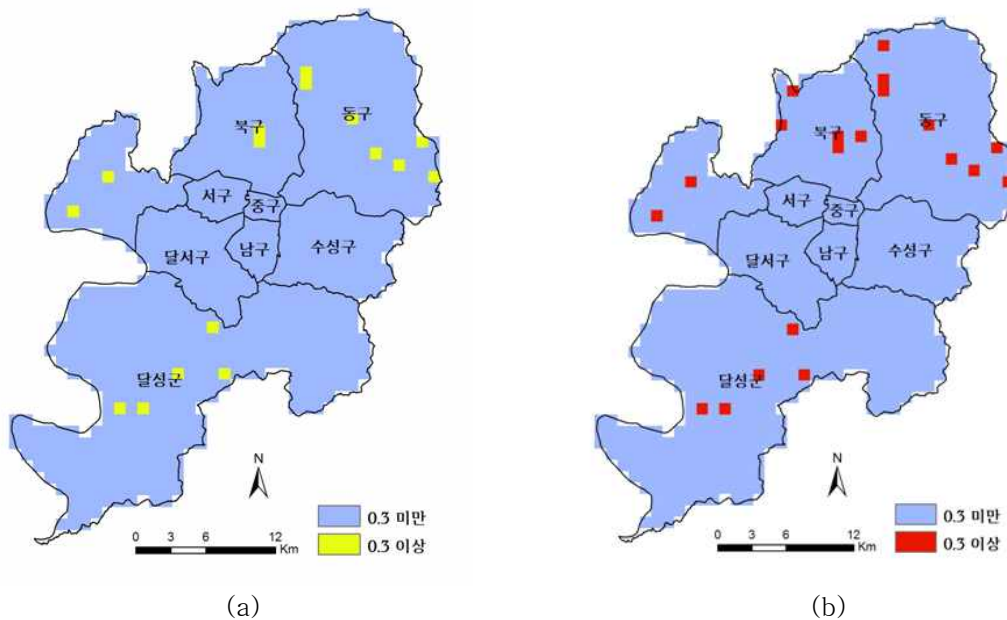 동구
북구
서구
중구
남구
수성구
달서구
달성군
N
0 3 6 12
Km
0.3 미만
0.3 이상
(a)
동구
북구
서구
중구
남구
수성구
달서구
달성군
N
0 3 6 12
Km
0.3 미만
0.3 이상
(b)